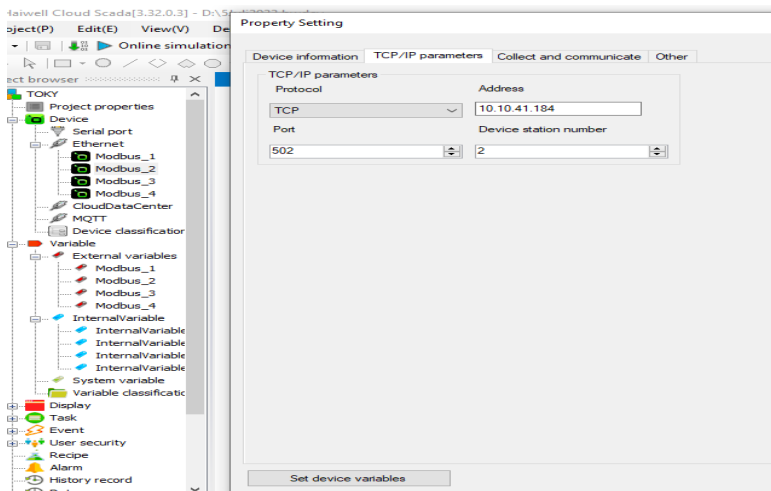 Haiwell Cloud Scada[3.32.0.3] - D:\S
Property Setting
oject(P) Edit(E) View(V) De
Online simulation
Device information TCP/IP parameters Collect and communicate Other
ect browser
TCP/IP parameters
Protocol Address
TCP 10.10.41.184
Port Device station number
502 2
TOKY
Project properties
Device
Serial port
Ethernet
Modbus_1
Modbus_2
Modbus_3
Modbus_4
CloudDataCenter
MQTT
Device classification
Variable
External variables
Modbus_1
Modbus_2
Modbus_3
Modbus_4
InternalVariable
InternalVariable
InternalVariable
InternalVariable
InternalVariable
System variable
Variable classificatio
Display
Task
Event
User security
Recipe
Alarm
History record
Set device variables